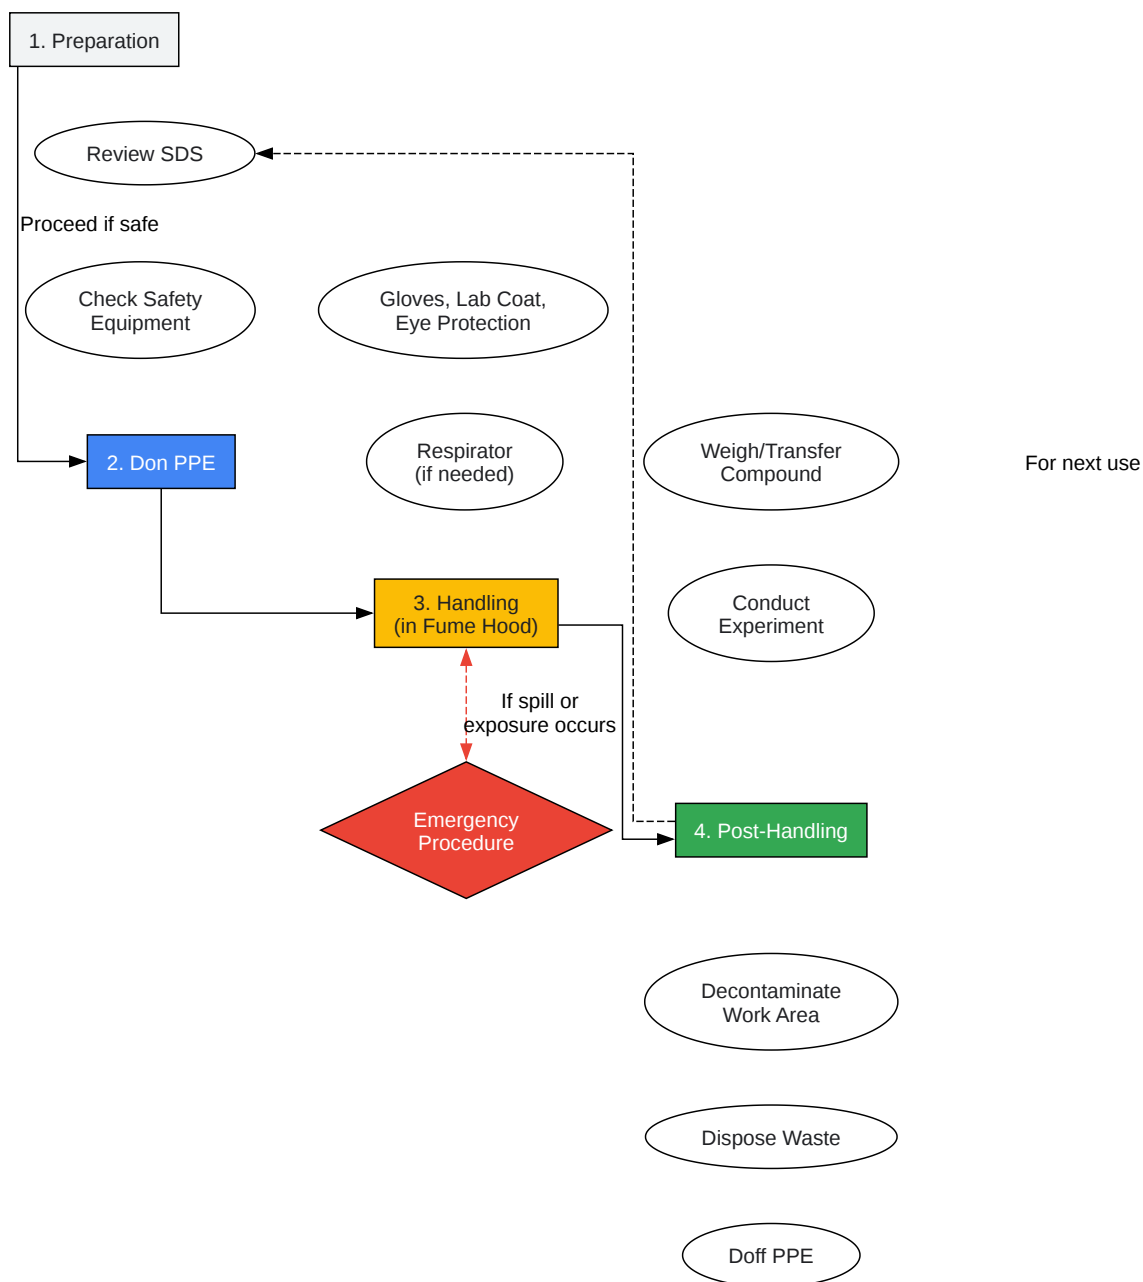 1. Preparation
Review SDS
Proceed if safe
Check Safety
Equipment
Gloves, Lab Coat,
Eye Protection
2. Don PPE
Respirator
(if needed)
Weigh/Transfer
Compound
For next use
3. Handling
(in Fume Hood)
Conduct
Experiment
If spill or
exposure occurs
Emergency
Procedure
4. Post-Handling
Decontaminate
Work Area
Dispose Waste
Doff PPE